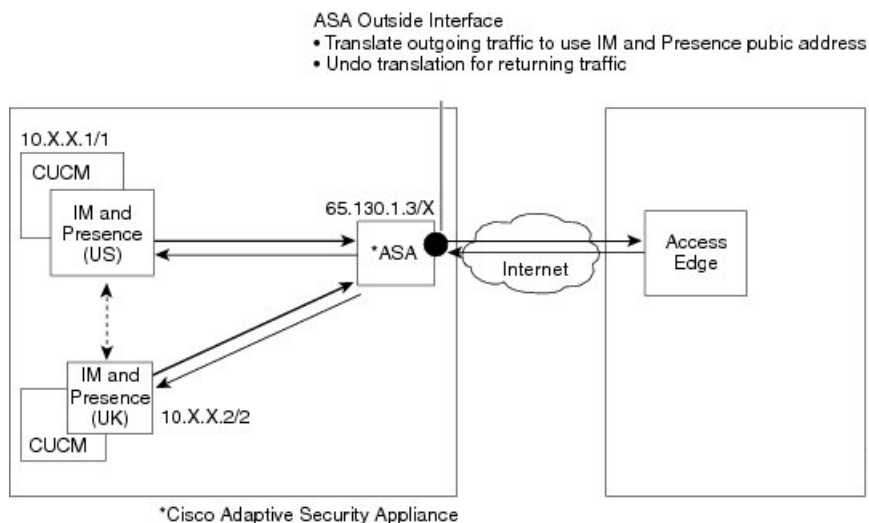 ASA Outside Interface
• Translate outgoing traffic to use IM and Presence pubic address
• Undo translation for returning traffic
10.X.X.1/1
CUCM
IM and
Presence
(US)
65.130.1.3/X
*ASA
Internet
Access
Edge
IM and
Presence
(UK)
10.X.X.2/2
CUCM
*Cisco Adaptive Security Appliance